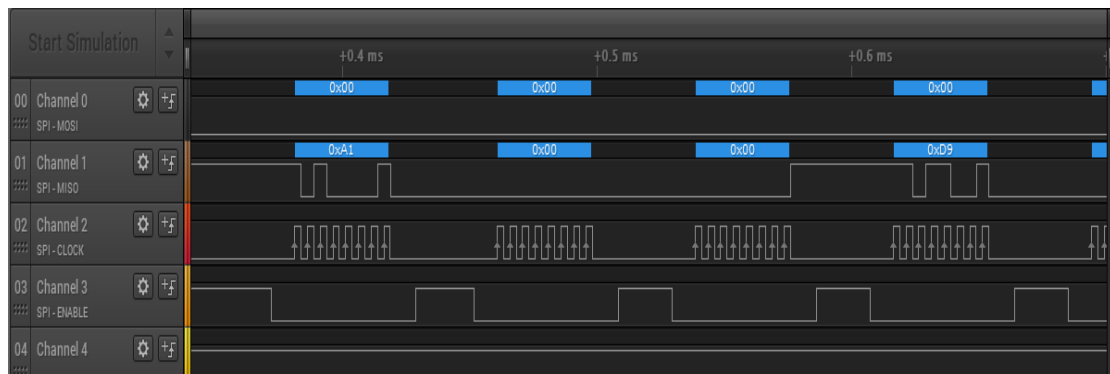 Start Simulation
+0.4 ms +0.5 ms +0.6 ms
00 Channel 0 0x00 0x00 0x00 0x00
SPI - MOSI
01 Channel 1 0xA1 0x00 0x00 0xD9
SPI - MISO
02 Channel 2
SPI - CLOCK
03 Channel 3
SPI - ENABLE
04 Channel 4